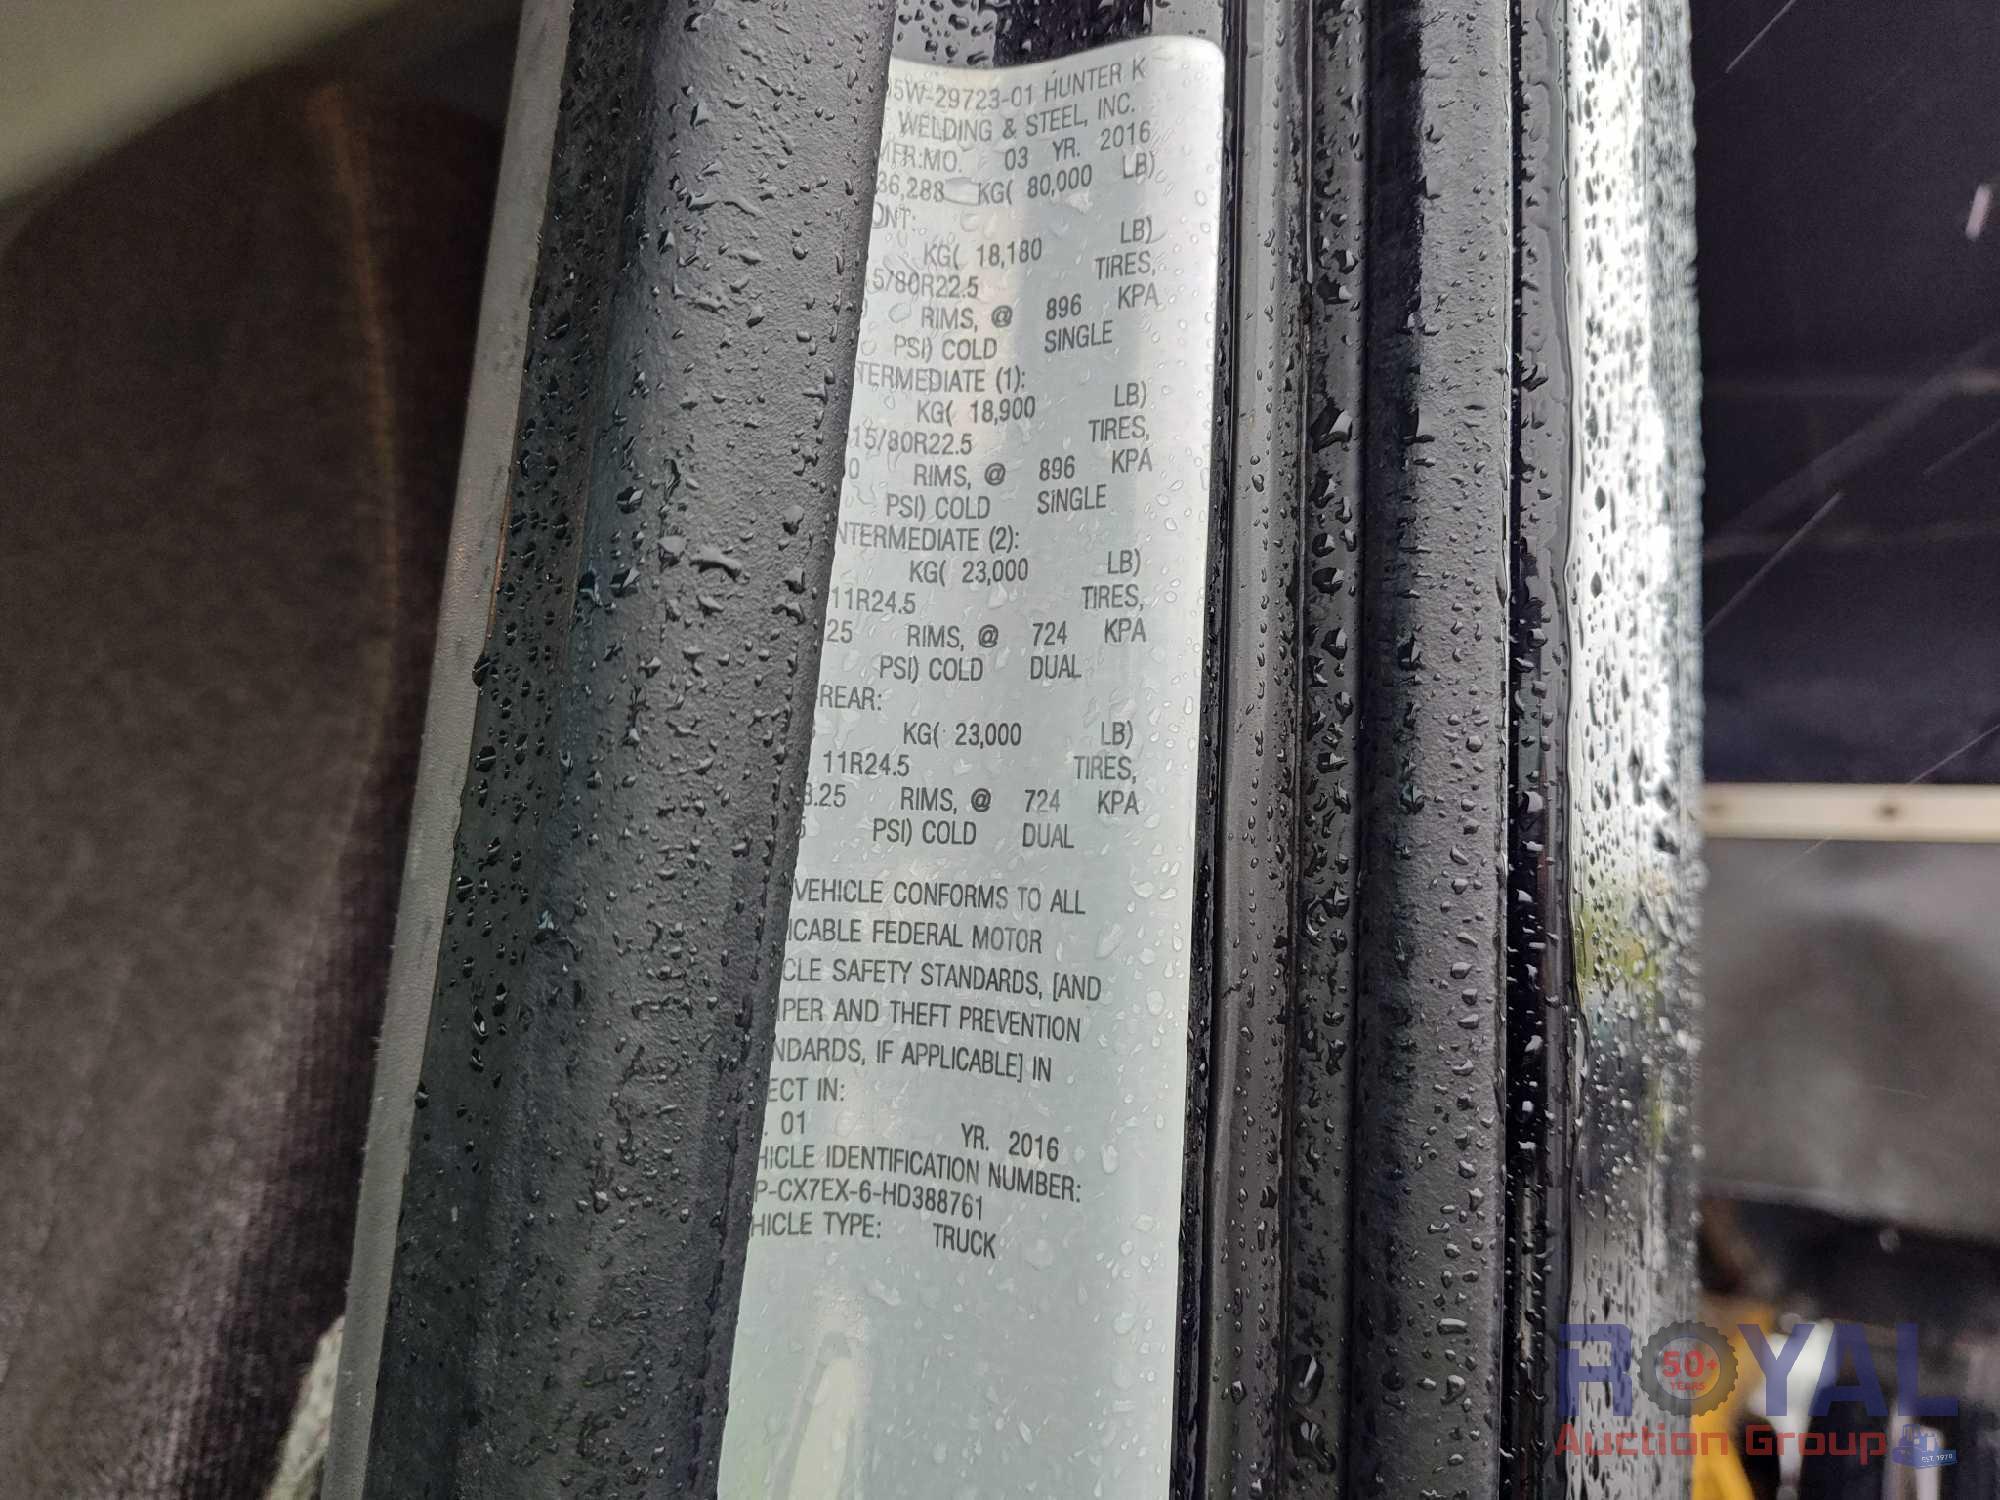 5W-29723-01 HUNTER K
WELDING & STEEL, INC.
MFR:MO. 03 YR. 2016
36,288 KG( 80,000 LB)
ONT:
KG( 18,180 LB)
5/80R22.5 TIRES,
RIMS, @ 896 KPA
PSI) COLD SINGLE
TERMEDIATE (1):
KG( 18,900 LB)
15/80R22.5 TIRES,
0 RIMS, @ 896 KPA
PSI) COLD SINGLE
NTERMEDIATE (2):
KG( 23,000 LB)
11R24.5 TIRES,
25 RIMS, @ 724 KPA
PSI) COLD DUAL
REAR:
KG( 23,000 LB)
11R24.5 TIRES,
8.25 RIMS, @ 724 KPA
PSI) COLD DUAL
VEHICLE CONFORMS TO ALL
ICABLE FEDERAL MOTOR
CLE SAFETY STANDARDS, [AND
PER AND THEFT PREVENTION
NDARDS, IF APPLICABLE] IN
ECT IN:
. 01 YR. 2016
HICLE IDENTIFICATION NUMBER:
P-CX7EX-6-HD388761
HICLE TYPE: TRUCK
ROYAL
50+
YEARS
Auction Group
EST. 1970